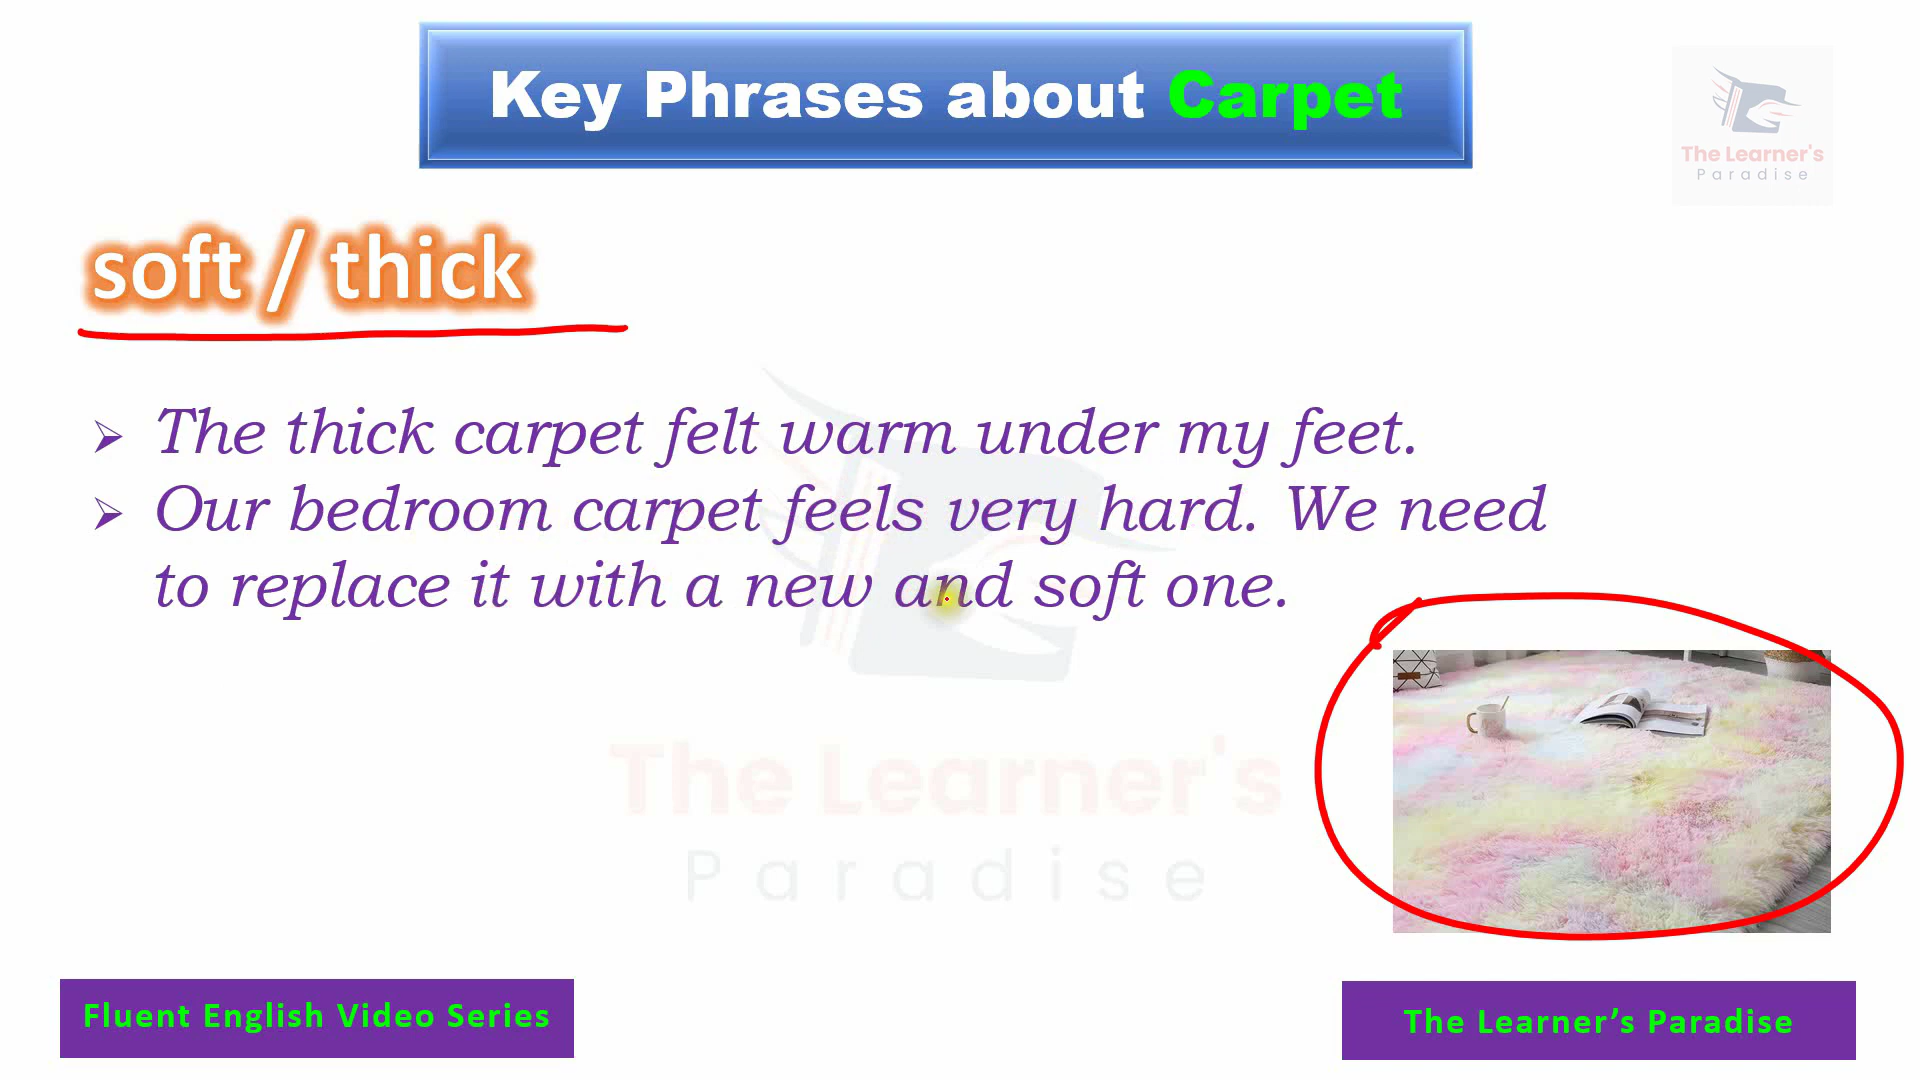 Key Phrases about Carpet
The Learner's
Paradise
soft / thick
The thick carpet felt warm under my feet.
Our bedroom carpet feels very hard. We need
to replace it with a new and soft one.
The Learner's
Paradise
Fluent English Video Series
The Learner’s Paradise